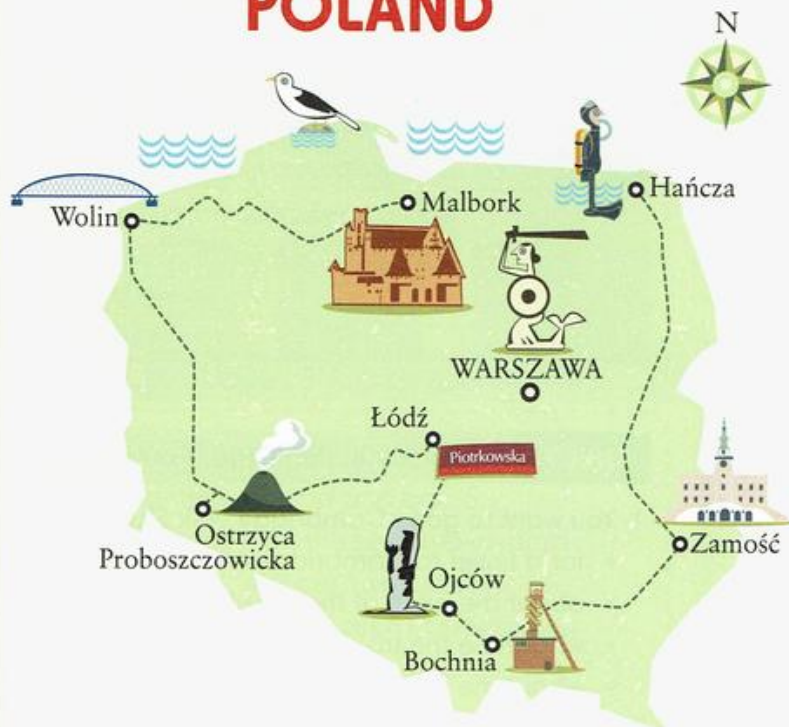 POLAND
N
Hańcza
Malbork
Wolin
WARSZAWA
Łódź
Piotrkowska
Ostrzyca
Proboszczowicka
Zamość
Ojców
Bochnia